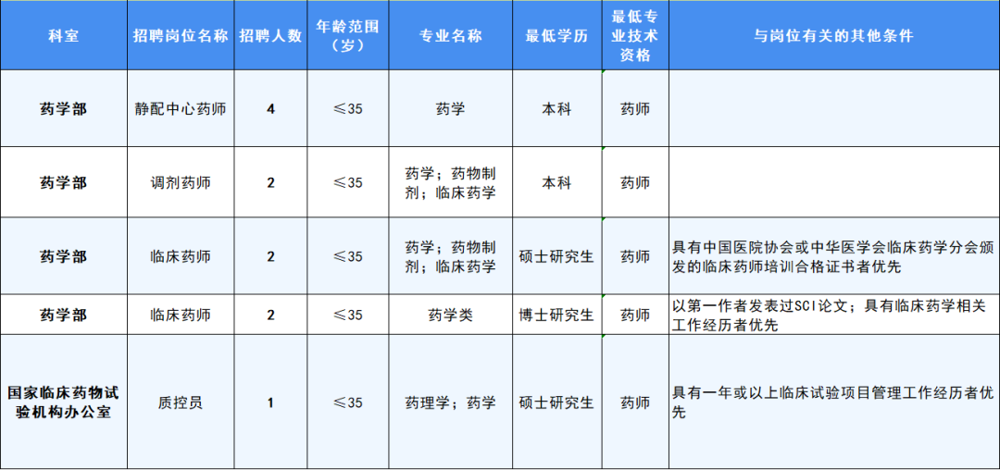 科室 招聘岗位名称 招聘人数 年龄范围（岁） 专业名称 最低学历 最低专业技术资格 与岗位有关的其他条件
药学部 静配中心药师 4 ≤35 药学 本科 药师
药学部 调剂药师 2 ≤35 药学；药物制剂；临床药学 本科 药师
药学部 临床药师 2 ≤35 药学；药物制剂；临床药学 硕士研究生 药师 具有中国医院协会或中华医学会临床药学分会颁发的临床药师培训合格证书者优先
药学部 临床药师 2 ≤35 药学类 博士研究生 药师 以第一作者发表过SCI论文；具有临床药学相关工作经历者优先
国家临床药物试验机构办公室 质控员 1 ≤35 药理学；药学 硕士研究生 药师 具有一年或以上临床试验项目管理工作经历者优先